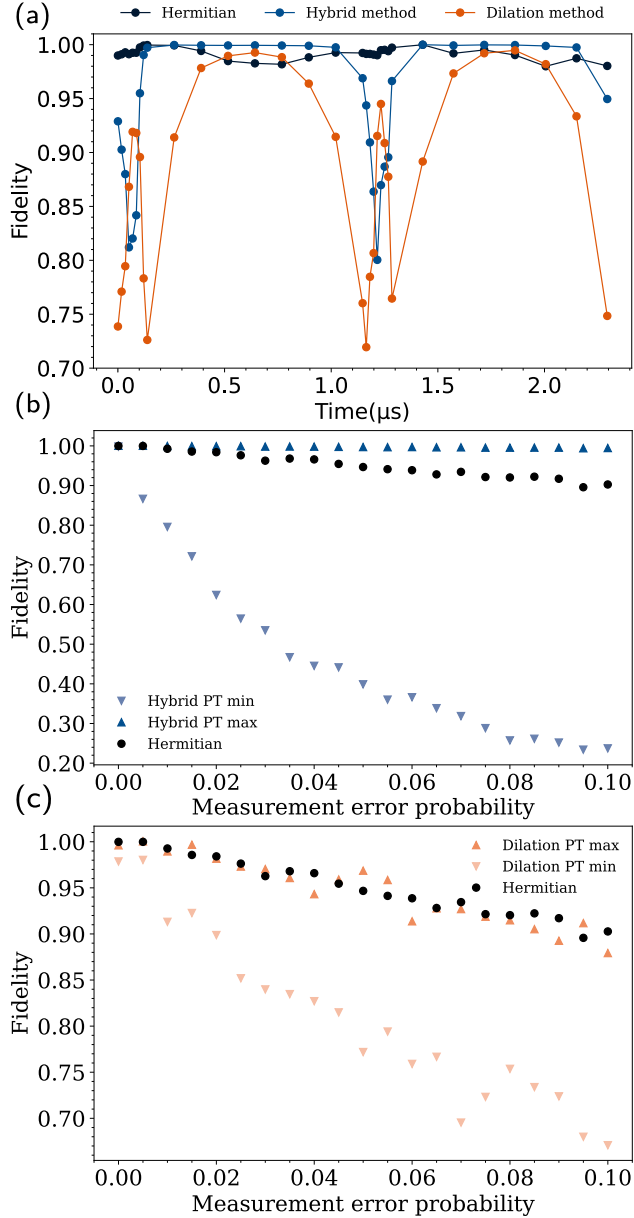 (a)
Hermitian Hybrid method Dilation method
1.00
0.95
0.90
0.85
0.80
0.75
0.70
Fidelity
0.0 0.5 1.0 1.5 2.0
Time(μs)
(b)
1.00
0.90
0.80
0.70
0.60
0.50
0.40
0.30
0.20
Fidelity
Hybrid PT min
Hybrid PT max
Hermitian
0.00 0.02 0.04 0.06 0.08 0.10
Measurement error probability
(c)
1.00
0.95
0.90
0.85
0.80
0.75
0.70
Fidelity
Dilation PT max
Dilation PT min
Hermitian
0.00 0.02 0.04 0.06 0.08 0.10
Measurement error probability